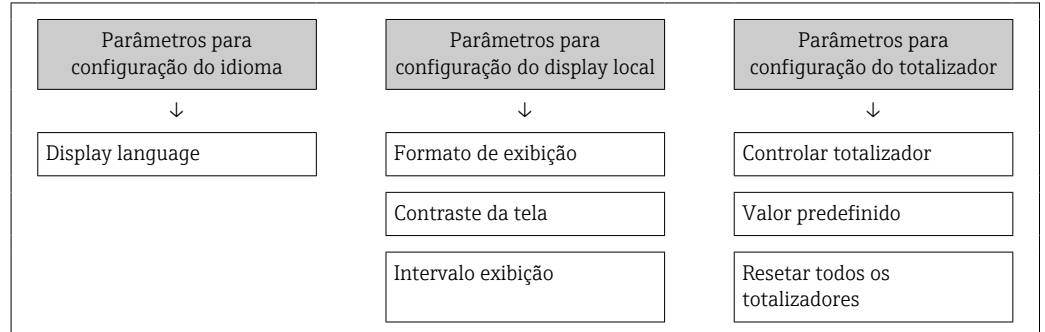 Parâmetros para
configuração do idioma
↓
Display language
Parâmetros para
configuração do display local
↓
Formato de exibição
Contraste da tela
Intervalo exibição
Parâmetros para
configuração do totalizador
↓
Controlar totalizador
Valor predefinido
Resetar todos os
totalizadores